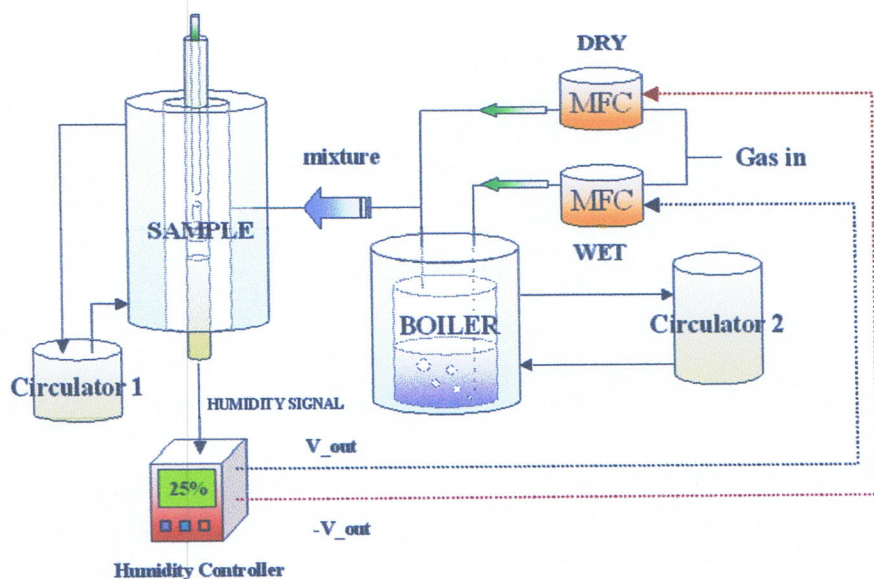 DRY
MFC
Gas in
mixture
MFC
SAMPLE
WET
BOILER
Circulator 2
Circulator 1
HUMIDITY SIGNAL
V_out
25%
-V_out
Humidity Controller